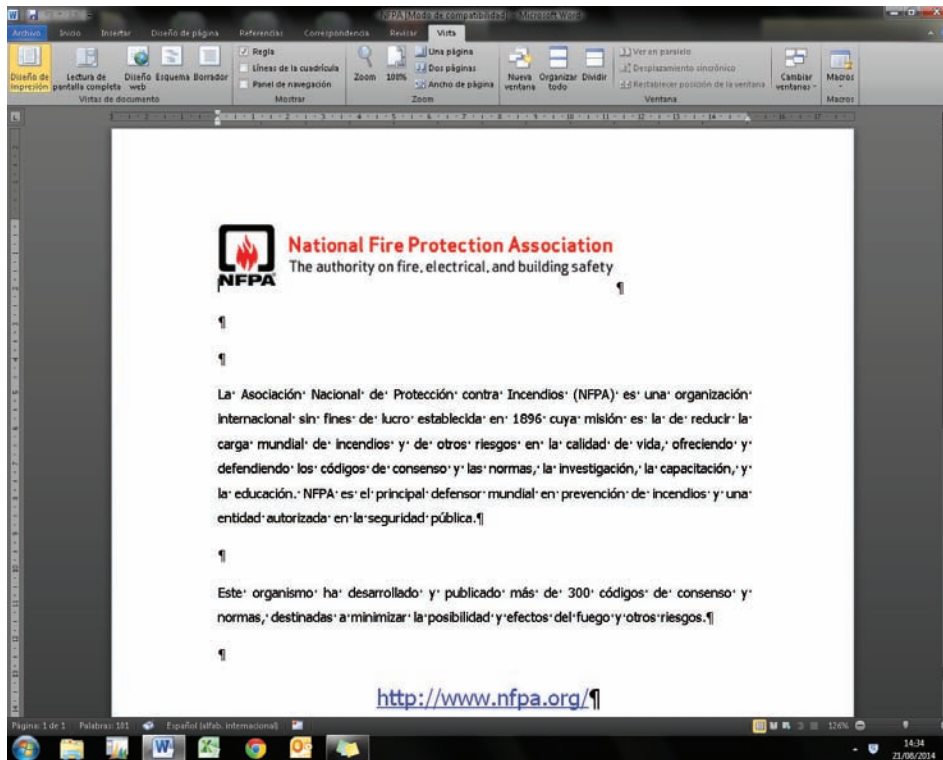 NFPA [Modo de compatibilidad] - Microsoft Word
Archivo Inicio Insertar Diseño de página Referencias Correspondencia Revisar Vista
Diseño de impresión
Lectura de pantalla completa
Diseño web
Esquema
Borrador
Vistas de documento
Regla
Líneas de la cuadrícula
Panel de navegación
Mostrar
Zoom
100%
Una página
Dos páginas
Ancho de página
Zoom
Nueva ventana
Organizar todo
Dividir
Ver en paralelo
Desplazamiento sincrónico
Restablecer posición de la ventana
Ventana
Cambiar ventanas
Macros
Macros
NFPA
National Fire Protection Association
The authority on fire, electrical, and building safety
¶
¶
¶
La Asociación Nacional de Protección contra Incendios (NFPA) es una organización
internacional sin fines de lucro establecida en 1896 cuya misión es la de reducir la
carga mundial de incendios y de otros riesgos en la calidad de vida, ofreciendo y
defendiendo los códigos de consenso y las normas, la investigación, la capacitación, y
la educación. NFPA es el principal defensor mundial en prevención de incendios y una
entidad autorizada en la seguridad pública.¶
¶
Este organismo ha desarrollado y publicado más de 300 códigos de consenso y
normas, destinadas a minimizar la posibilidad y efectos del fuego y otros riesgos.¶
¶
http://www.nfpa.org/¶
Página: 1 de 1 Palabras: 101 Español (alfab. internacional) 126%
14:34
21/08/2014